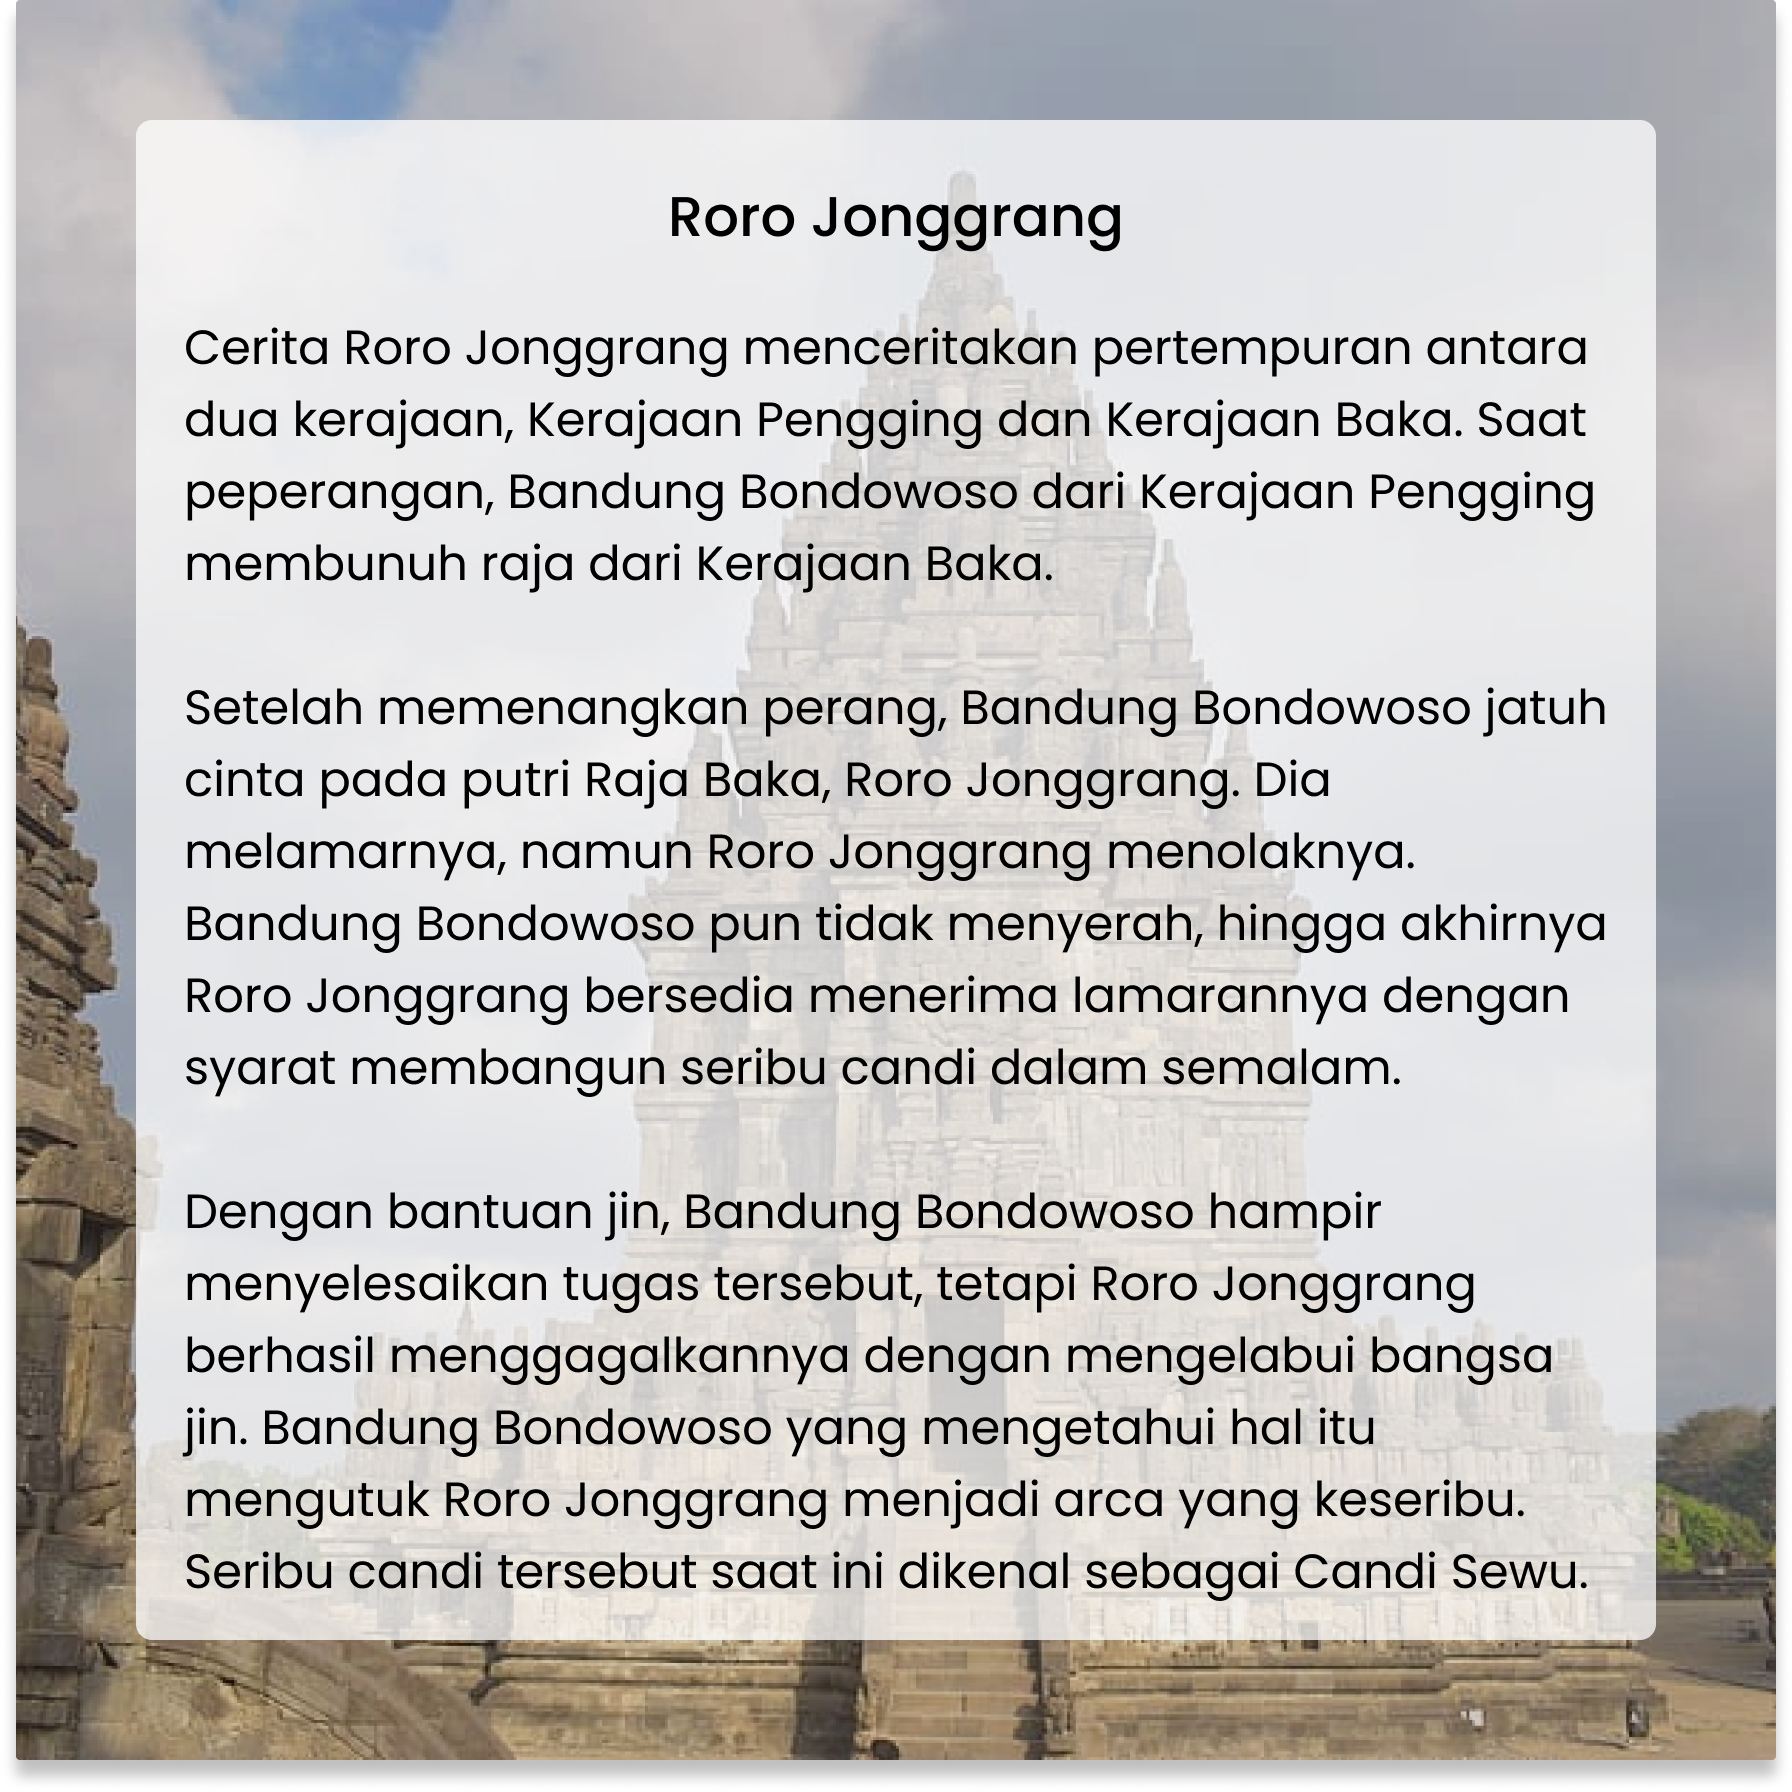 Roro Jonggrang
Cerita Roro Jonggrang menceritakan pertempuran antara
dua kerajaan, Kerajaan Pengging dan Kerajaan Baka. Saat
peperangan, Bandung Bondowoso dari Kerajaan Pengging
membunuh raja dari Kerajaan Baka.
Setelah memenangkan perang, Bandung Bondowoso jatuh
cinta pada putri Raja Baka, Roro Jonggrang. Dia
melamarnya, namun Roro Jonggrang menolaknya.
Bandung Bondowoso pun tidak menyerah, hingga akhirnya
Roro Jonggrang bersedia menerima lamarannya dengan
syarat membangun seribu candi dalam semalam.
Dengan bantuan jin, Bandung Bondowoso hampir
menyelesaikan tugas tersebut, tetapi Roro Jonggrang
berhasil menggagalkannya dengan mengelabui bangsa
jin. Bandung Bondowoso yang mengetahui hal itu
mengutuk Roro Jonggrang menjadi arca yang keseribu.
Seribu candi tersebut saat ini dikenal sebagai Candi Sewu.